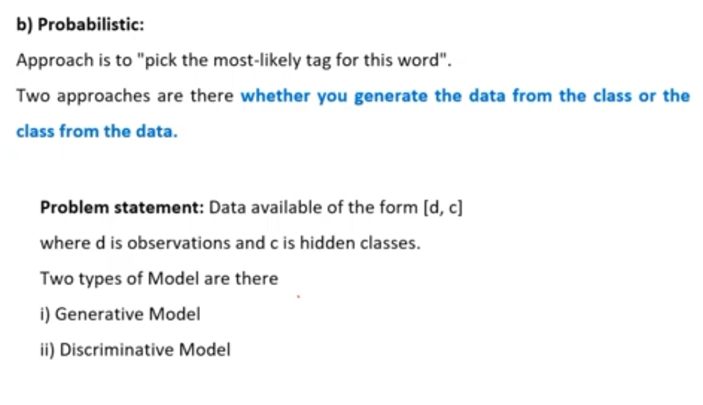 b) Probabilistic:
Approach is to "pick the most-likely tag for this word".
Two approaches are there whether you generate the data from the class or the
class from the data.
Problem statement: Data available of the form [d, c]
where d is observations and c is hidden classes.
Two types of Model are there
i) Generative Model
ii) Discriminative Model